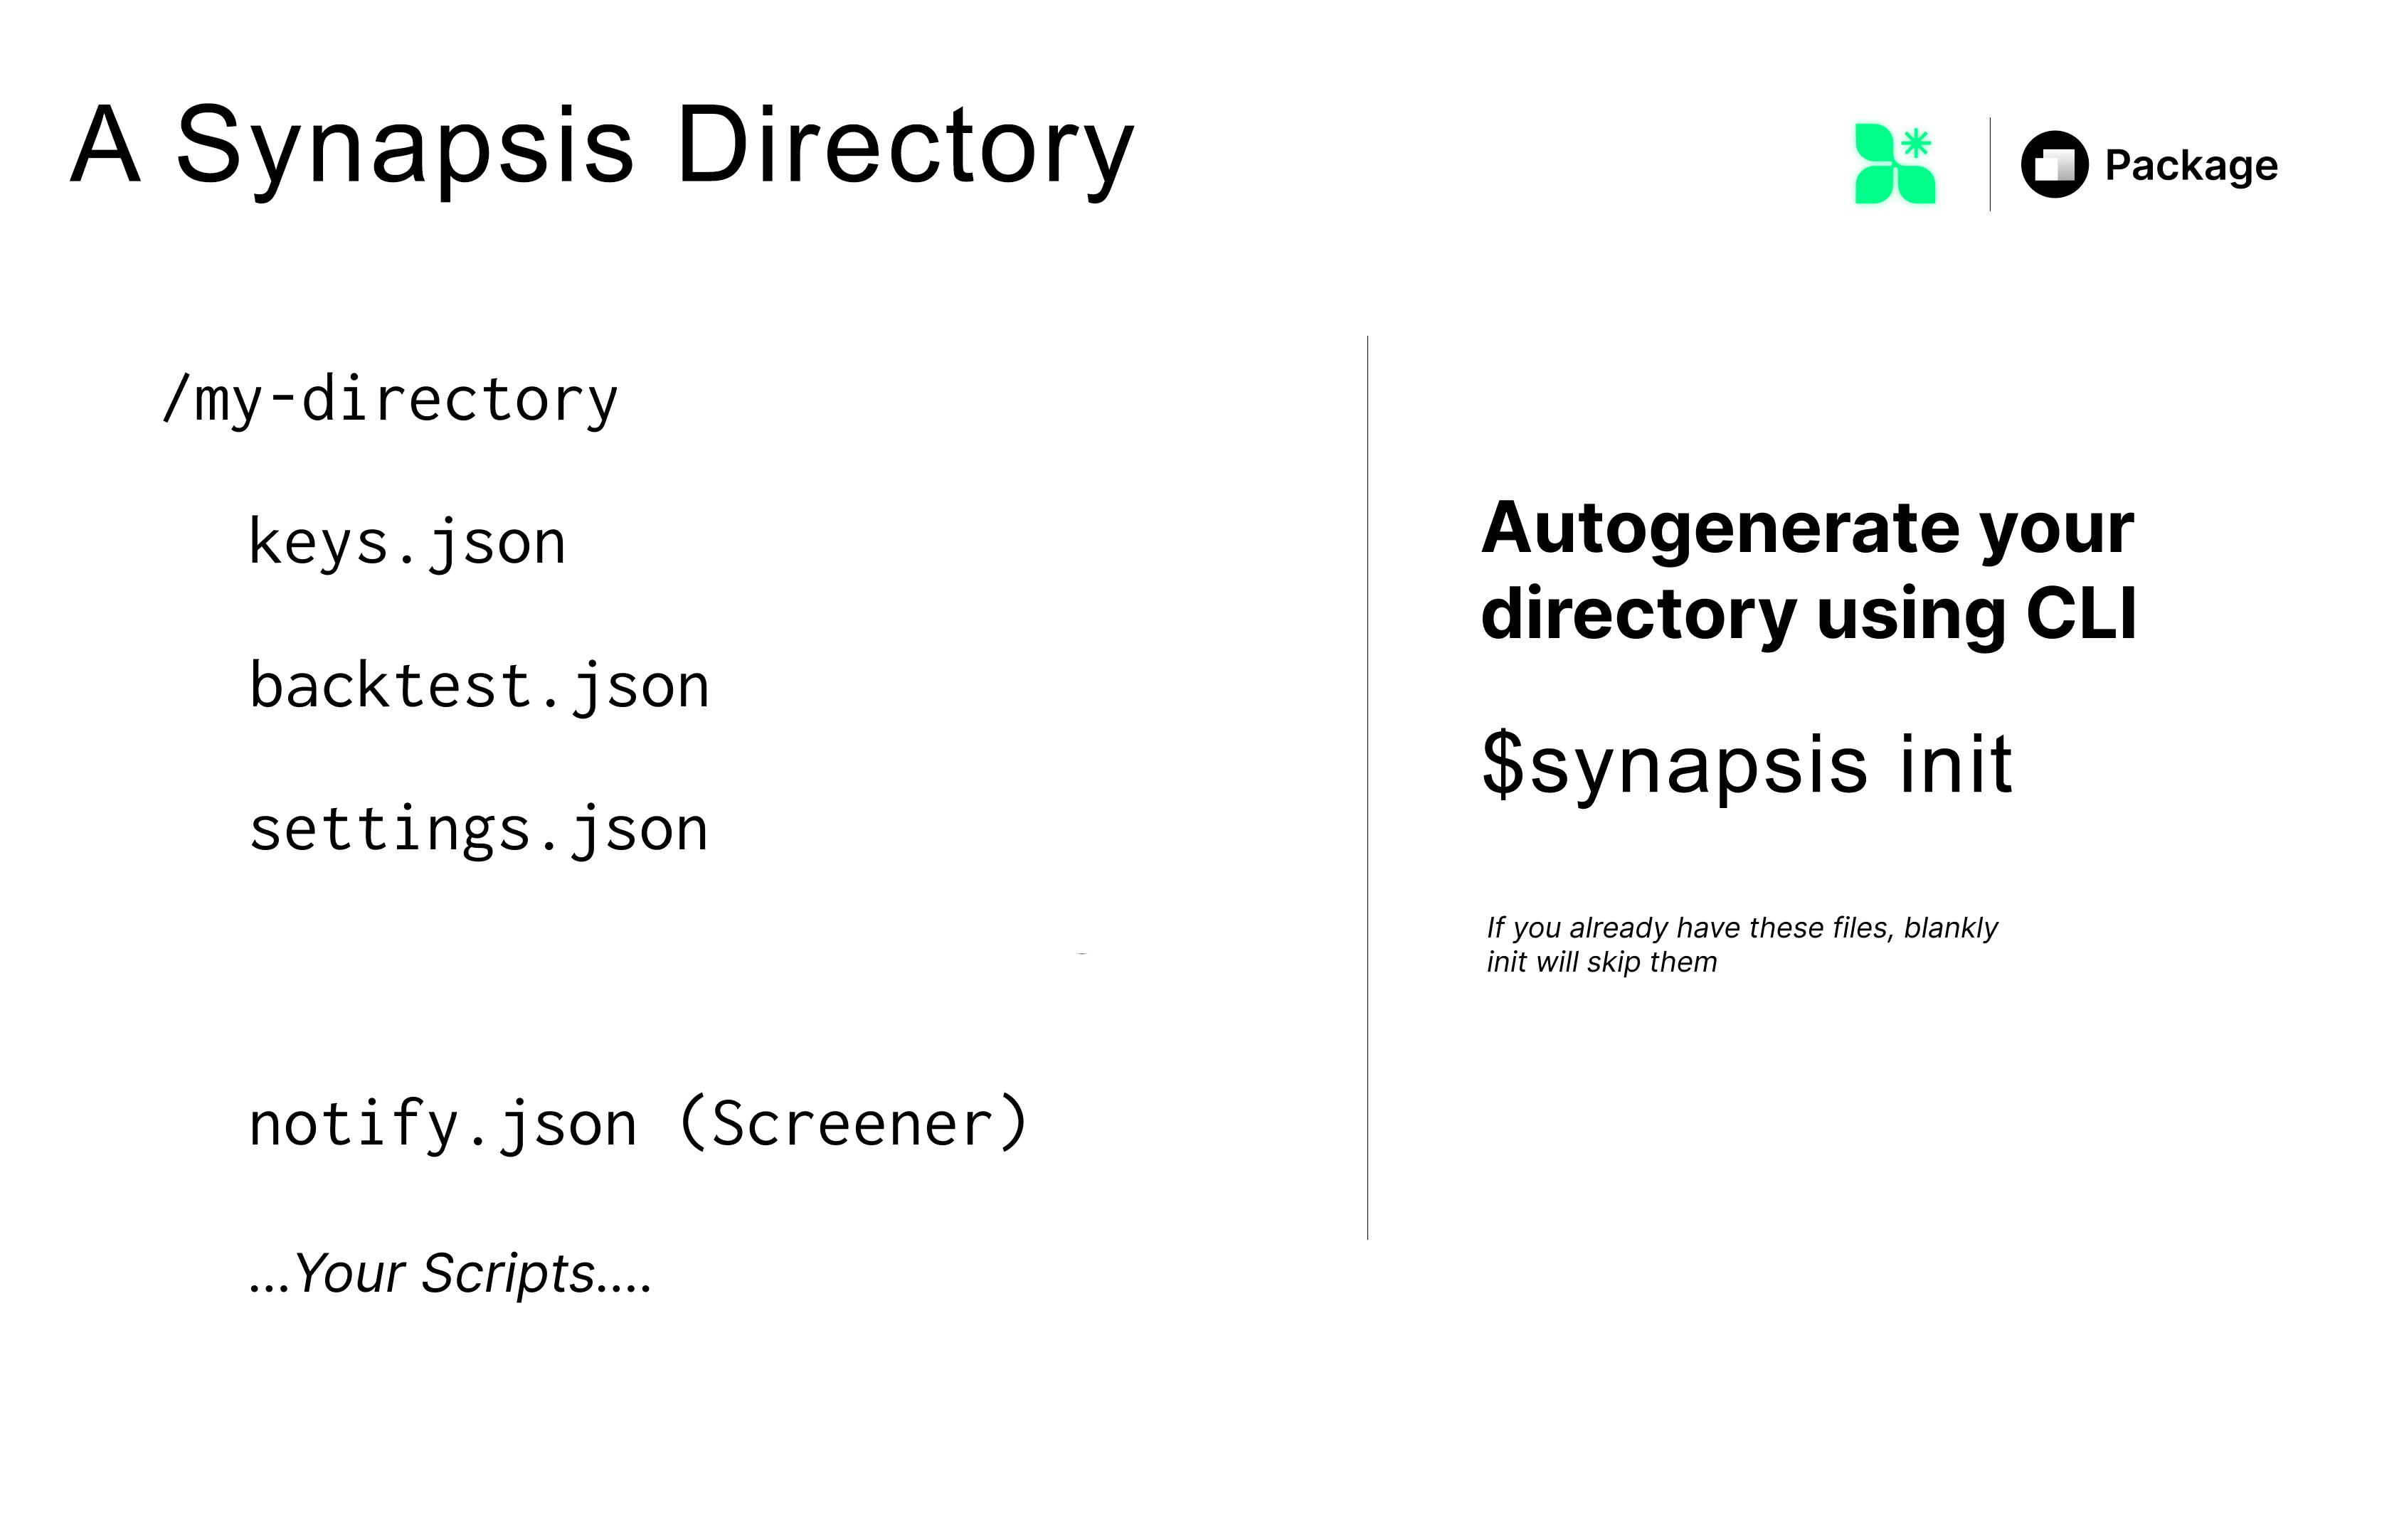 A Synapsis Directory
Package
/my-directory
keys.json
backtest.json
settings.json
notify.json (Screener)
...Your Scripts....
Autogenerate your
directory using CLI
$synapsis init
If you already have these files, blankly
init will skip them